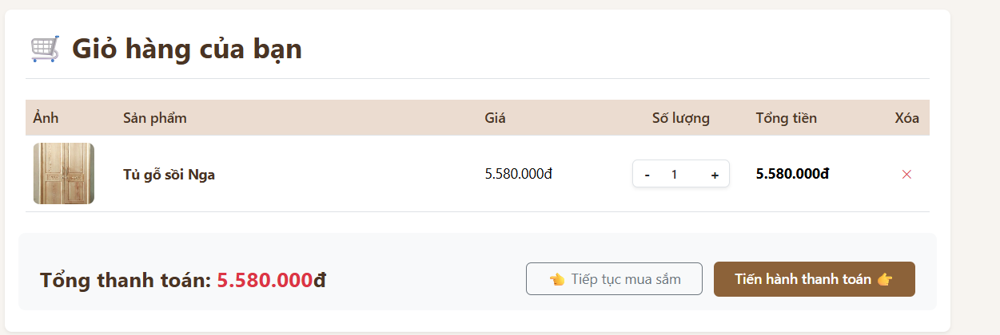 Giỏ hàng của bạn
Ảnh Sản phẩm Giá Số lượng Tổng tiền Xóa
Tủ gỗ sồi Nga 5.580.000đ - 1 + 5.580.000đ ×
Tổng thanh toán: 5.580.000đ 👈 Tiếp tục mua sắm Tiến hành thanh toán 👉